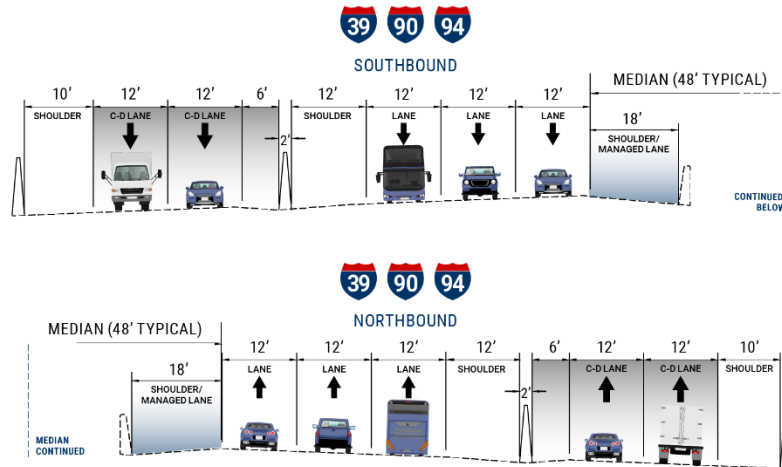 39 90 94
SOUTHBOUND
MEDIAN (48’ TYPICAL)
10’ 12’ 12’ 6’ 12’ 12’ 12’ 12’
SHOULDER C-D LANE C-D LANE SHOULDER LANE LANE LANE
18’
2’
SHOULDER/
MANAGED LANE
CONTINUED
BELOW
39 90 94
NORTHBOUND
MEDIAN (48’ TYPICAL)
12’ 12’ 12’ 12’ 6’ 12’ 12’ 10’
LANE LANE LANE SHOULDER C-D LANE C-D LANE SHOULDER
18’
2’
SHOULDER/
MANAGED LANE
MEDIAN
CONTINUED